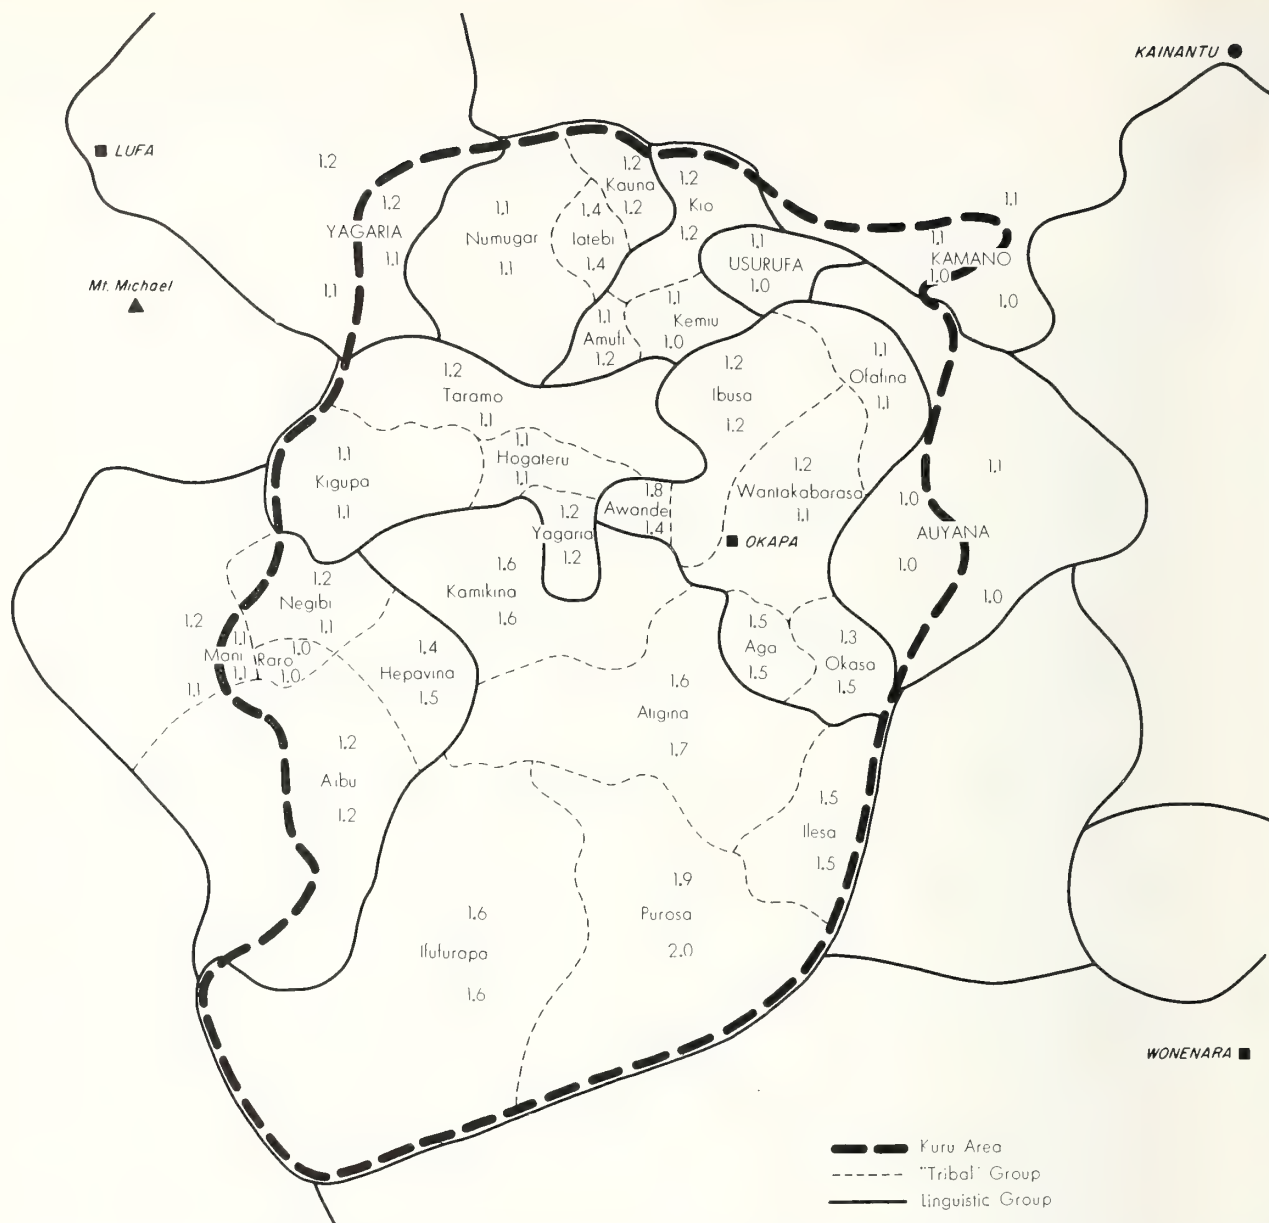 KAINANTU
LUFA
1.2
1.2
Kauna
1.2
1.2
Kio
1.2
1.2
YAGARIA
1.1
1.1
1.1
Numugar
1.1
1.4
Iatebi
1.4
1.1
USURUFA
1.0
1.1
1.1
KAMANO
1.0
1.0
Mt. Michael
1.1
Amuti
1.2
1.1
Kemiu
1.0
1.2
Taramo
1.1
1.2
Ibusa
1.2
1.1
Ofafina
1.1
1.1
Kigupa
1.1
1.1
Hogateru
1.1
1.8
Awande
1.4
1.2
Wantakabarasa
1.1
1.2
Yagaria
1.2
OKAPA
1.1
1.0
AUYANA
1.0
1.0
1.6
Kamikina
1.6
1.2
Negibi
1.1
1.2
1.1
Mani
1.1
1.1
1.0
Raro
1.0
1.4
Hepavina
1.5
1.5
Aga
1.5
1.3
Okasa
1.5
1.6
Atigina
1.7
1.2
Aibu
1.2
1.5
Ilesa
1.5
1.9
Purosa
2.0
1.6
Ifufurapa
1.6
WONENARA
Kuru Area
"Tribal" Group
Linguistic Group